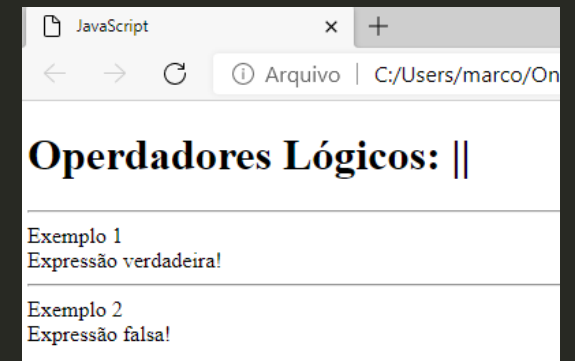 JavaScript
Arquivo | C:/Users/marco/On
Operdadores Lógicos: ||
Exemplo 1
Expressão verdadeira!
Exemplo 2
Expressão falsa!